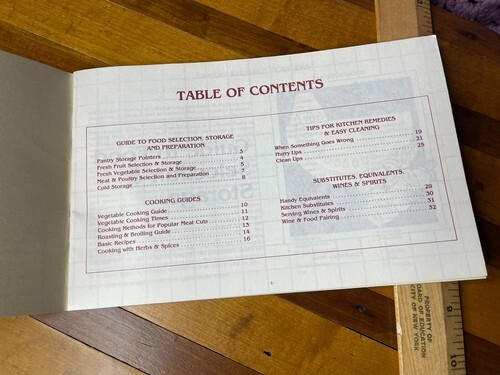 TABLE OF CONTENTS
GUIDE TO FOOD SELECTION, STORAGE
AND PREPARATION
Pantry Storage Pointers 3
Fresh Fruit Selection & Storage 4
Fresh Vegetable Selection & Storage 5
Meat & Poultry Selection and Preparation 7
Cold Storage 8
COOKING GUIDES
Vegetable Cooking Guide 10
Vegetable Cooking Times 11
Cooking Methods for Popular Meat Cuts 12
Roasting & Broiling Guide 13
Basic Recipes 14
Cooking with Herbs & Spices 16
TIPS FOR KITCHEN REMEDIES
& EASY CLEANING
When Something Goes Wrong 19
Hurry Ups 21
Clean Ups 25
SUBSTITUTES, EQUIVALENTS,
WINES & SPIRITS
Handy Equivalents 29
Kitchen Substitutes 30
Serving Wines & Spirits 31
Wine & Food Pairing 32
PROPERTY OF
OF EDUCATION
CITY OF NEW YORK
9
10